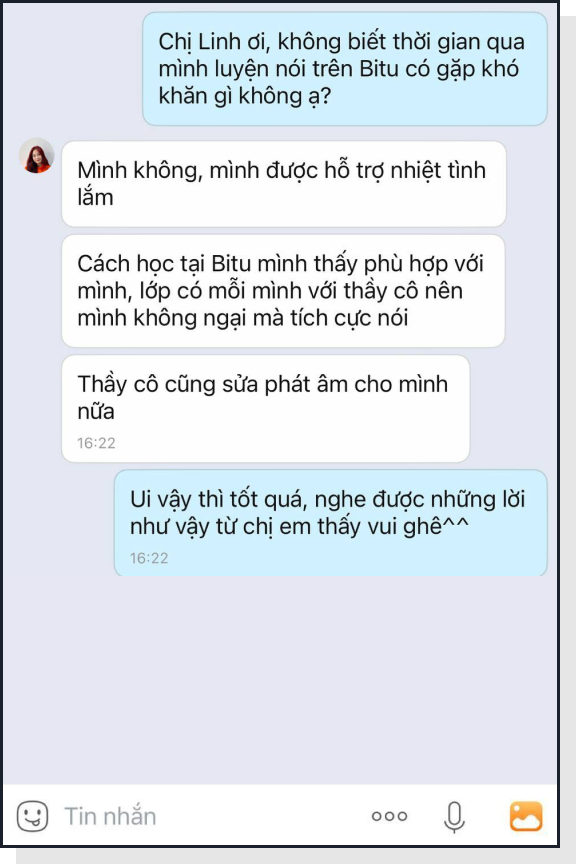 Chị Linh ơi, không biết thời gian qua
mình luyện nói trên Bitu có gặp khó
khăn gì không ạ?
Mình không, mình được hỗ trợ nhiệt tình
lắm
Cách học tại Bitu mình thấy phù hợp với
mình, lớp có mỗi mình với thầy cô nên
mình không ngại mà tích cực nói
Thầy cô cũng sửa phát âm cho mình
nữa
16:22
Ui vậy thì tốt quá, nghe được những lời
như vậy từ chị em thấy vui ghê^^
16:22
Tin nhắn